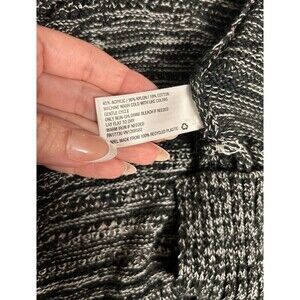 45% ACRYLIC / 30% NYLON / 15% COTTON
MACHINE WASH COLD WITH LIKE COLORS
GENTLE CYCLE
ONLY NON-CHLORINE BLEACH IF NEEDED
LAY FLAT TO DRY
WARM IRON IF NEEDED
LABEL MADE FROM 100% RECYCLED PLASTIC